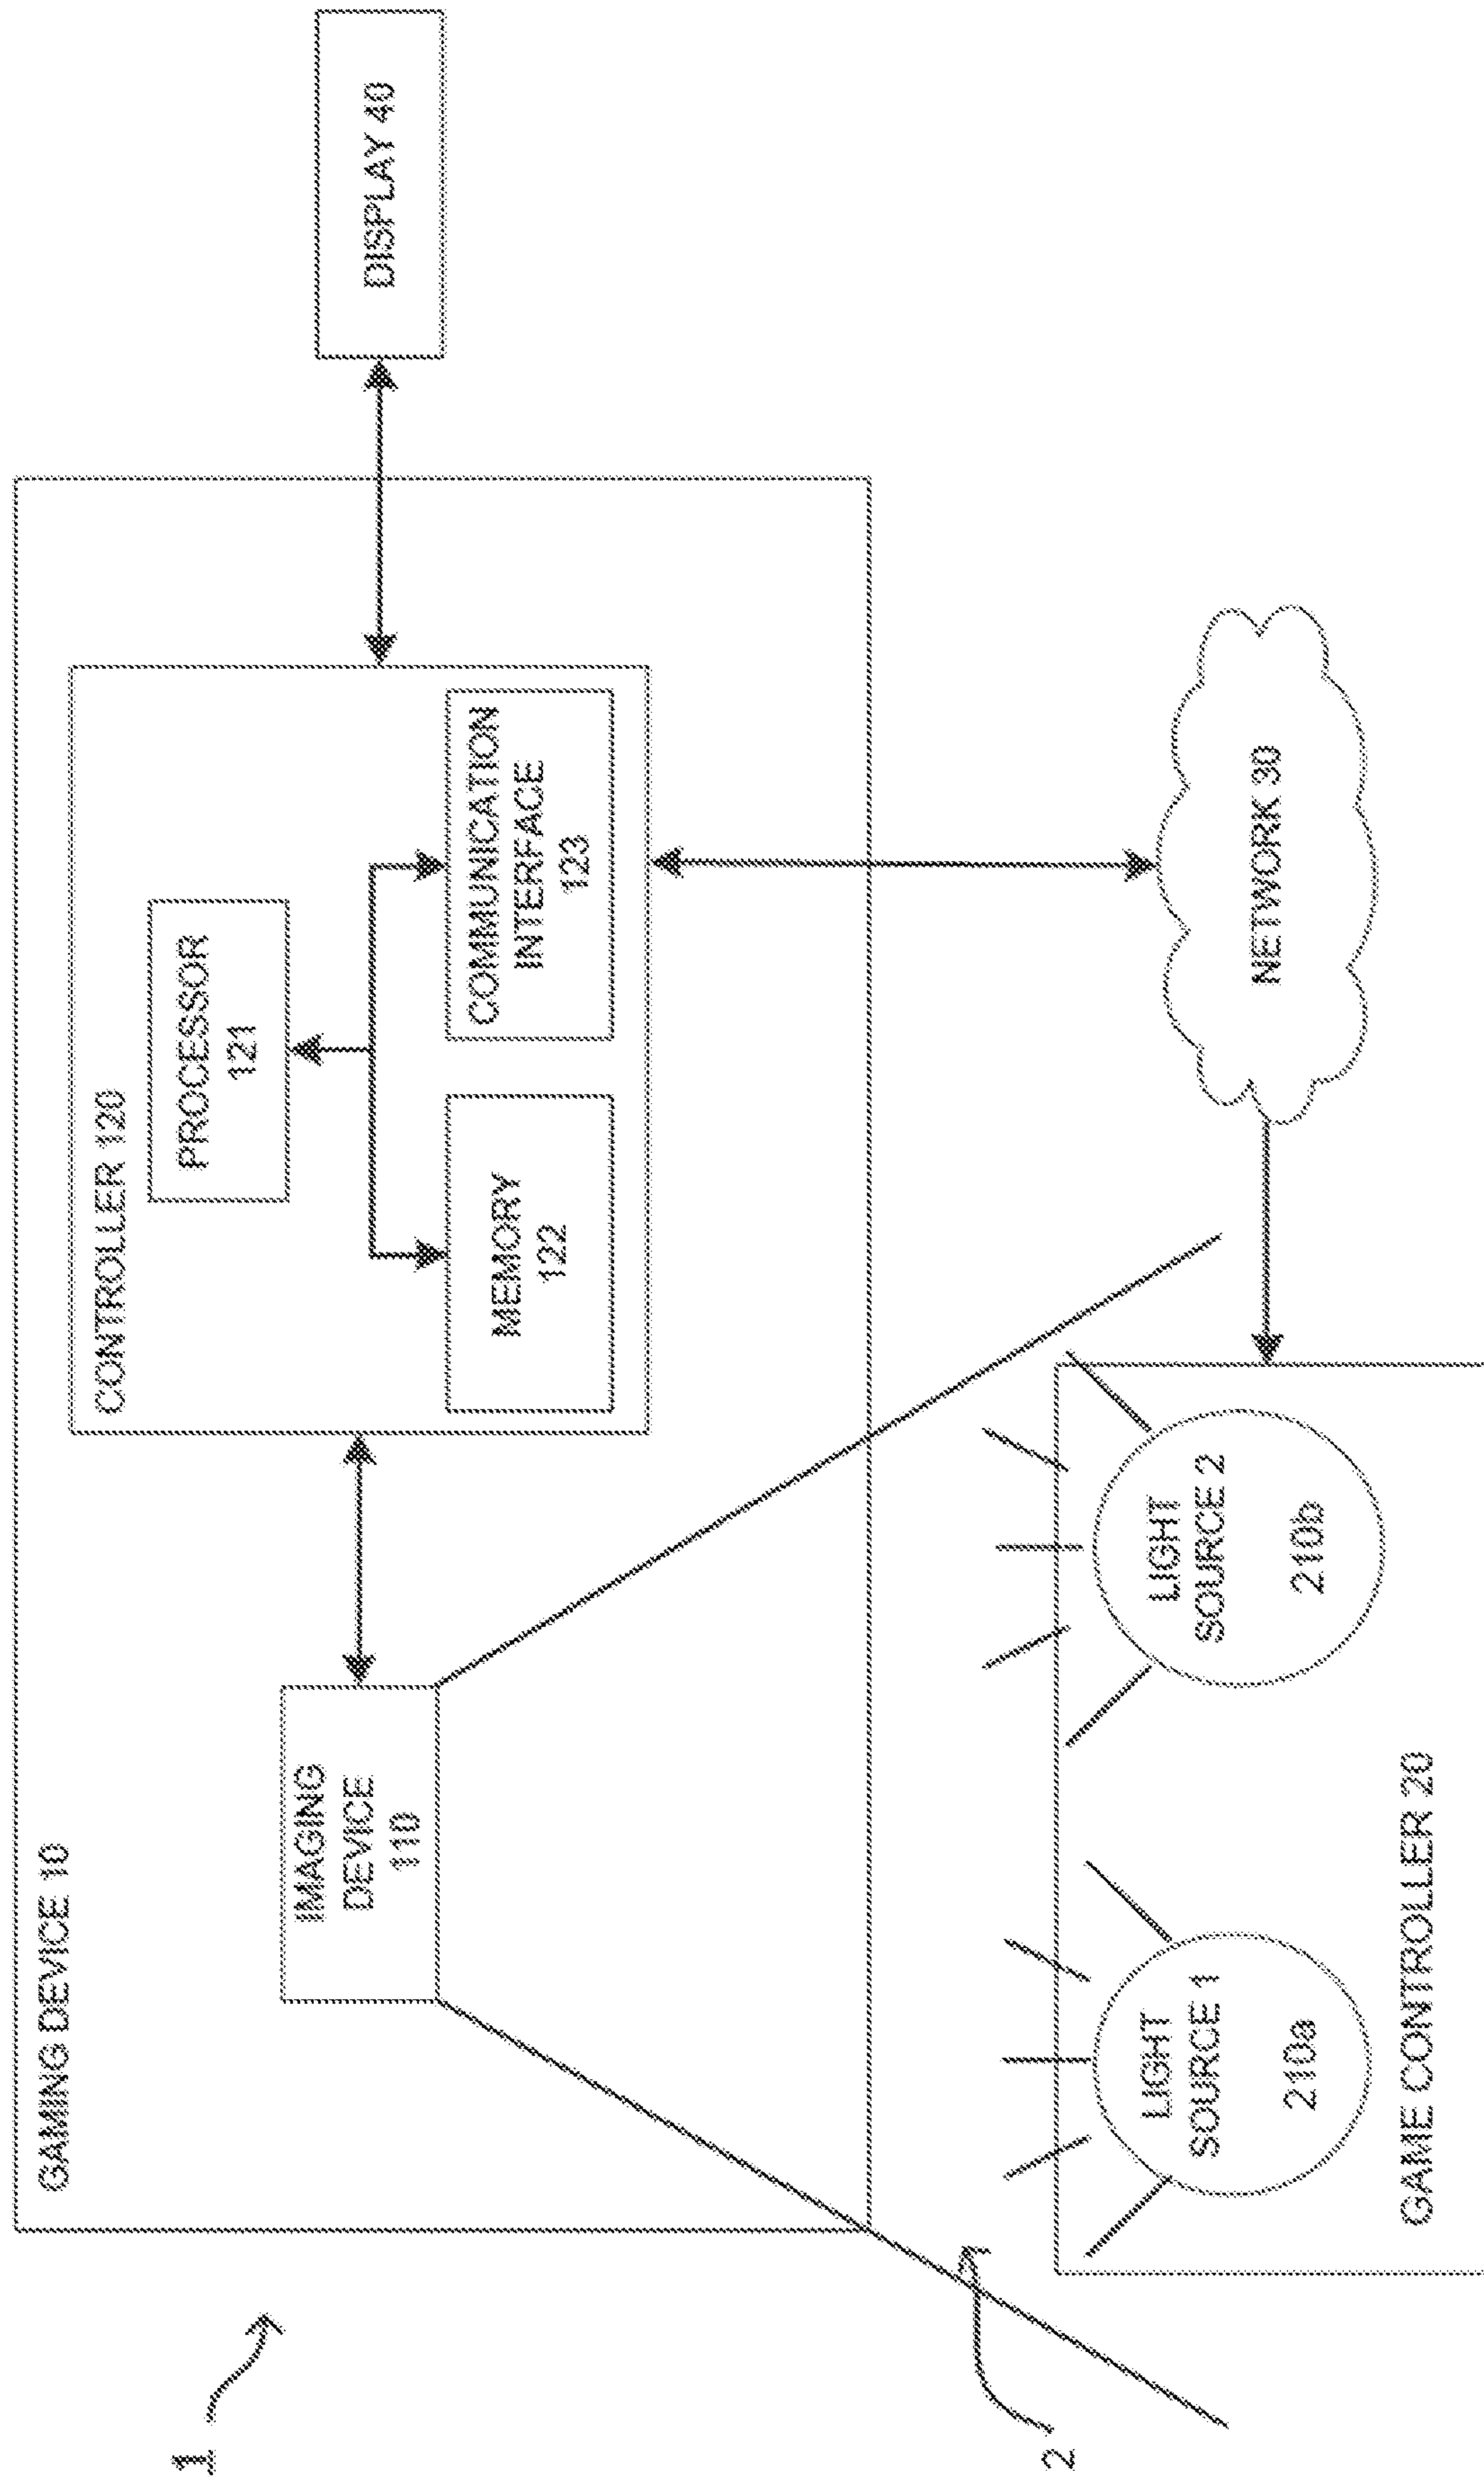 1
GAMING DEVICE 10
CONTROLLER 120
PROCESSOR
121
IMAGING
DEVICE
110
MEMORY
122
COMMUNICATION
INTERFACE
123
DISPLAY 40
2
LIGHT
SOURCE 1
210a
LIGHT
SOURCE 2
210b
GAME CONTROLLER 20
NETWORK 30